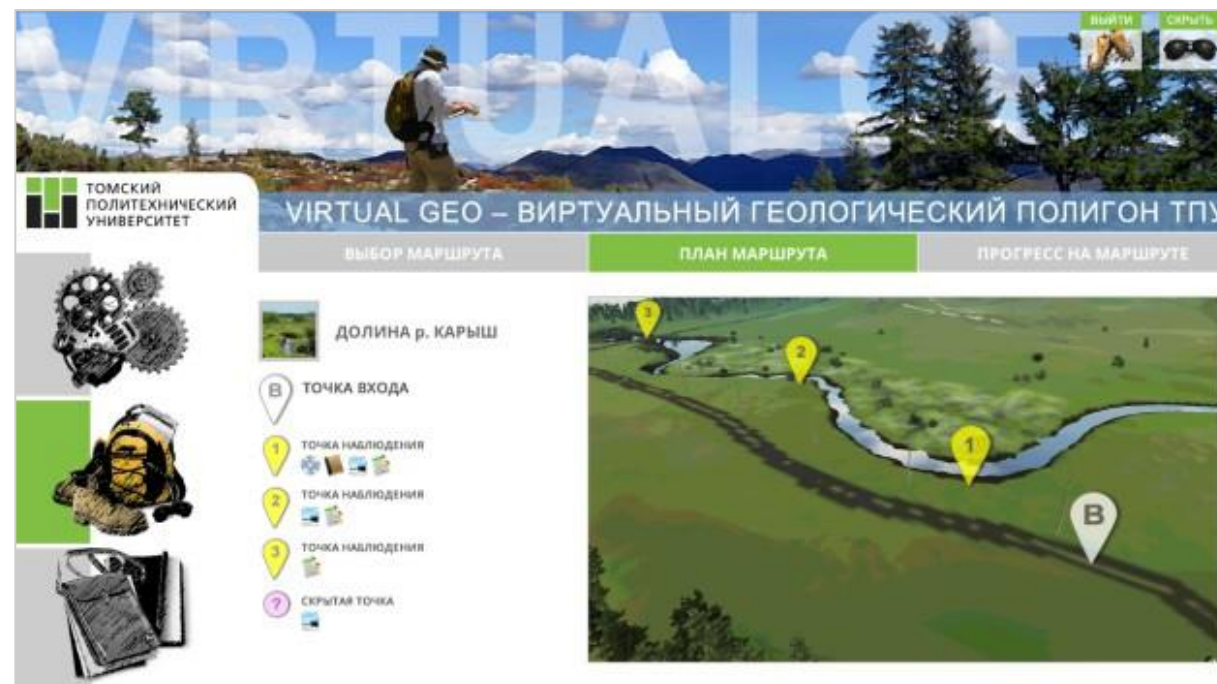 VIRTUALGE
ВЫЙТИ
СКРЫТЬ
ТОМСКИЙ
ПОЛИТЕХНИЧЕСКИЙ
УНИВЕРСИТЕТ
VIRTUAL GEO – ВИРТУАЛЬНЫЙ ГЕОЛОГИЧЕСКИЙ ПОЛИГОН ТПУ
ВЫБОР МАРШРУТА
ПЛАН МАРШРУТА
ПРОГРЕСС НА МАРШРУТЕ
ДОЛИНА р. КАРЫШ
В ТОЧКА ВХОДА
1 ТОЧКА НАБЛЮДЕНИЯ
2 ТОЧКА НАБЛЮДЕНИЯ
3 ТОЧКА НАБЛЮДЕНИЯ
? СКРЫТАЯ ТОЧКА
3
2
1
В